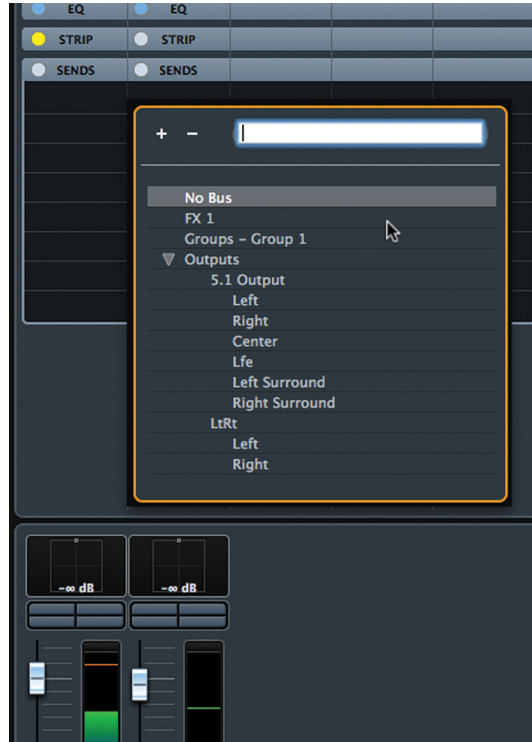 EQ EQ
STRIP STRIP
SENDS SENDS
+ −
No Bus
FX 1
Groups – Group 1
Outputs
5.1 Output
Left
Right
Center
Lfe
Left Surround
Right Surround
LtRt
Left
Right
-∞ dB -∞ dB